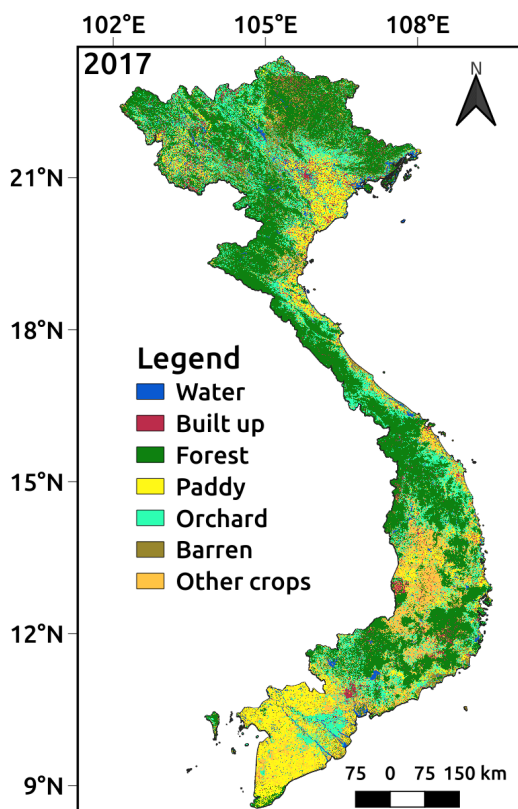 102°E 105°E 108°E
2017
N
21°N
18°N
Legend
Water
Built up
Forest
Paddy
Orchard
Barren
Other crops
15°N
12°N
9°N
75 0 75 150 km